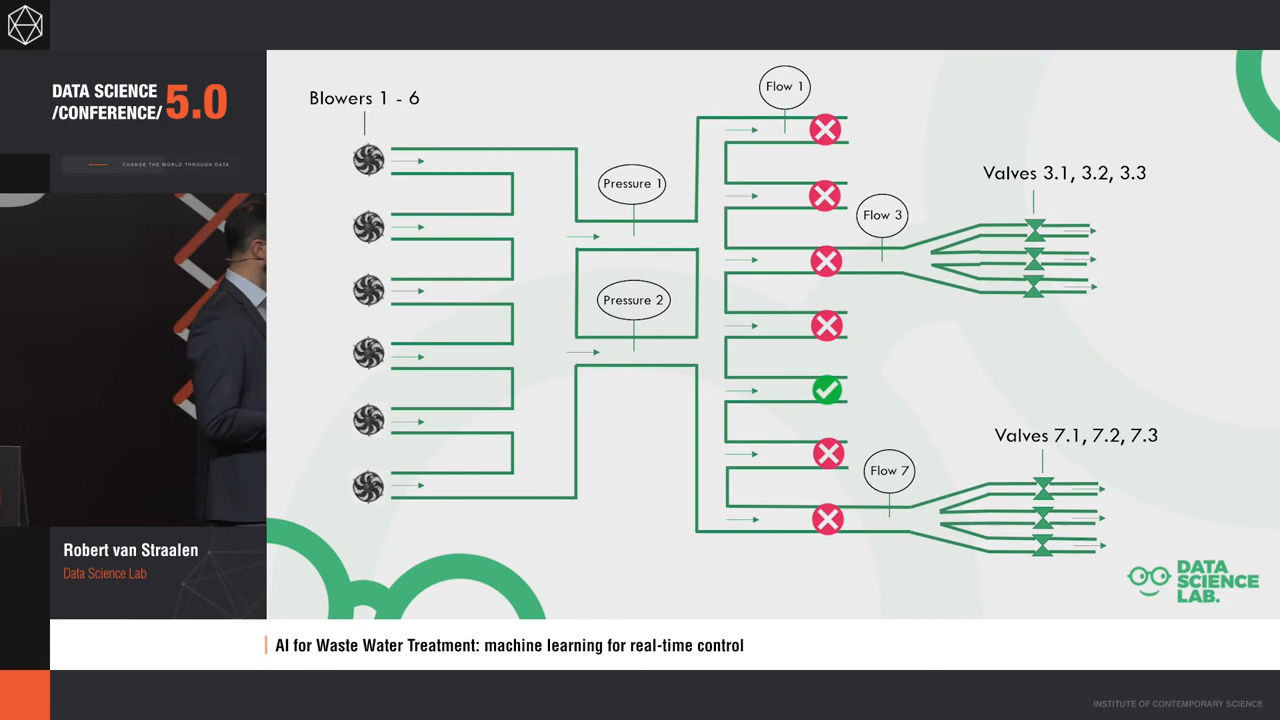 DATA SCIENCE
/CONFERENCE/
5.0
CHANGE THE WORLD THROUGH DATA
Blowers 1 - 6
Pressure 1
Pressure 2
Flow 1
Flow 3
Valves 3.1, 3.2, 3.3
Flow 7
Valves 7.1, 7.2, 7.3
DATA
SCIENCE
LAB.
Robert van Straalen
Data Science Lab
AI for Waste Water Treatment: machine learning for real-time control
INSTITUTE OF CONTEMPORARY SCIENCE